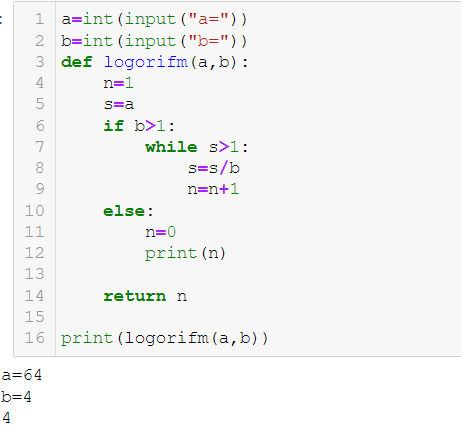 1 a=int(input("a="))
2 b=int(input("b="))
3 def logorifm(a,b):
4     n=1
5     s=a
6     if b>1:
7         while s>1:
8             s=s/b
9             n=n+1
10     else:
11         n=0
12         print(n)
13
14     return n
15
16 print(logorifm(a,b))
a=64
b=4
4